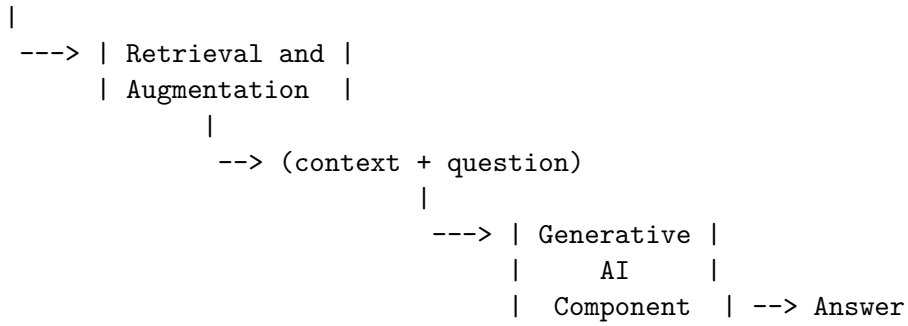 |
---> | Retrieval and |
| Augmentation |
|
--> (context + question)
|
---> | Generative |
| AI |
| Component | --> Answer